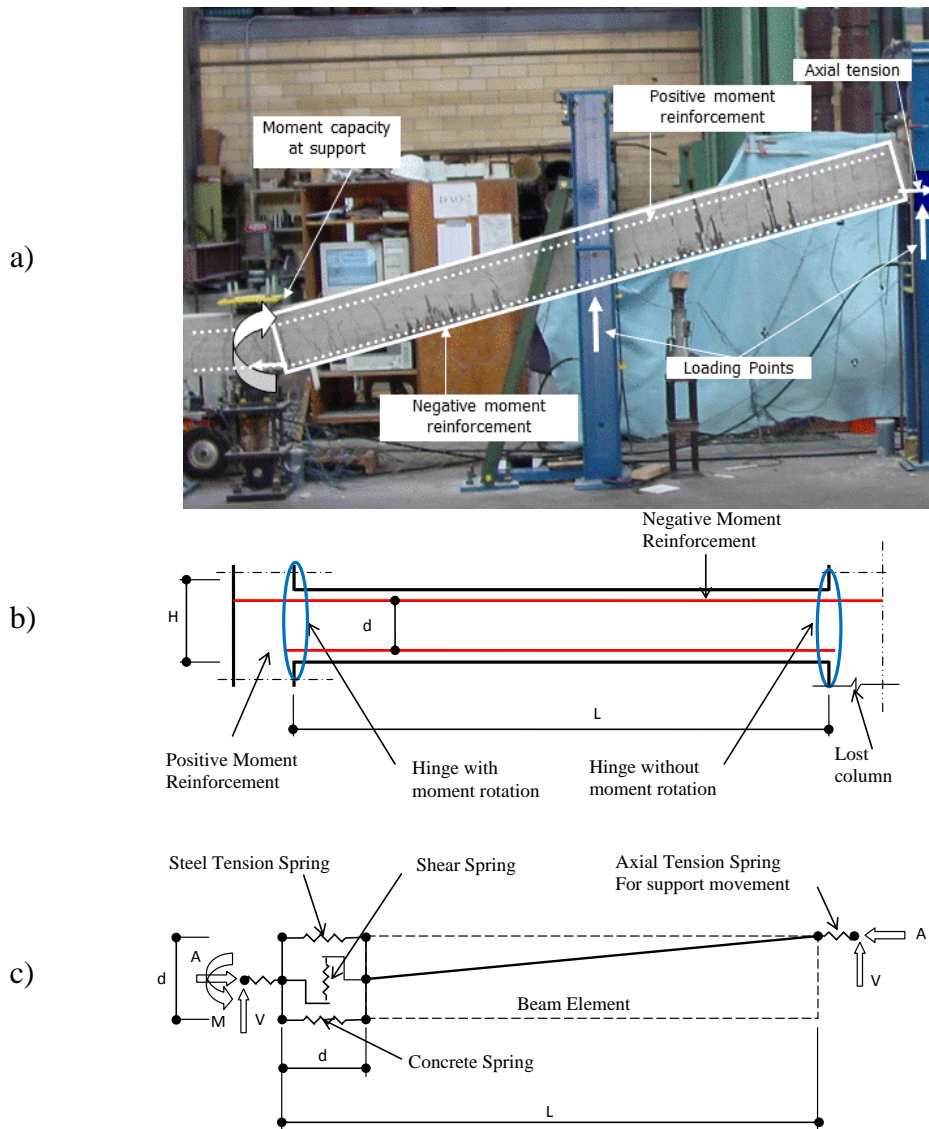 a)
Axial tension
Positive moment
reinforcement
Moment capacity
at support
DAQ-2
Loading Points
Negative moment
reinforcement
b)
Negative Moment
Reinforcement
H
d
L
Positive Moment
Reinforcement
Hinge with
moment rotation
Hinge without
moment rotation
Lost
column
c)
Steel Tension Spring
Shear Spring
Axial Tension Spring
For support movement
A
A
d
V
M
V
Beam Element
d
Concrete Spring
L